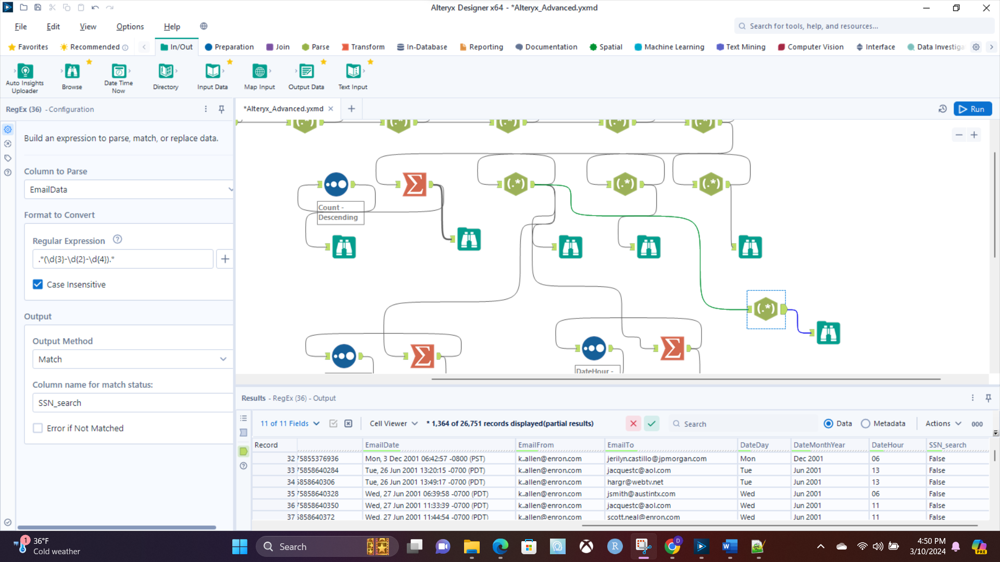 Alteryx Designer x64 - *Alteryx_Advanced.yxmd
File Edit View Options Help
Search for tools, help, and resources...
Favorites Recommended In/Out Preparation Join Parse Transform In-Database Reporting Documentation Spatial Machine Learning Text Mining Computer Vision Interface Data Investiga
Auto Insights Uploader
Browse
Date Time Now
Directory
Input Data
Map Input
Output Data
Text Input
RegEx (36) - Configuration
*Alteryx_Advanced.yxmd
Run
Build an expression to parse, match, or replace data.
Column to Parse
EmailData
Format to Convert
Regular Expression
.*(\d{3}-\d{2}-\d{4}).*
Case Insensitive
Output
Output Method
Match
Column name for match status:
SSN_search
Error if Not Matched
(.*) (.*) (.*) (.*) (.*)
Σ (.*) (.*) (.*)
Count -
Descending
(.*)
Σ Σ
DateHour -
Results - RegEx (36) - Output
11 of 11 Fields Cell Viewer * 1,364 of 26,751 records displayed(partial results) Search Data Metadata Actions 000
Record EmailDate EmailFrom EmailTo DateDay DateMonthYear DateHour SSN_search
32 75855376936 Mon, 3 Dec 2001 06:42:57 -0800 (PST) k..allen@enron.com jerilyn.castillo@jpmorgan.com Mon Dec 2001 06 False
33 75858640284 Tue, 26 Jun 2001 13:20:15 -0700 (PDT) k..allen@enron.com jacquestc@aol.com Tue Jun 2001 13 False
34 5858640306 Tue, 26 Jun 2001 13:49:17 -0700 (PDT) k..allen@enron.com hargr@webtv.net Tue Jun 2001 13 False
35 75858640328 Wed, 27 Jun 2001 06:39:58 -0700 (PDT) k..allen@enron.com jsmith@austintx.com Wed Jun 2001 06 False
36 75858640350 Wed, 27 Jun 2001 11:33:39 -0700 (PDT) k..allen@enron.com jacquestc@aol.com Wed Jun 2001 11 False
37 5858640372 Wed, 27 Jun 2001 11:44:54 -0700 (PDT) k..allen@enron.com scott.neal@enron.com Wed Jun 2001 11 False
1
36°F
Cold weather
Search
R
D
W
PRE
4:50 PM
3/10/2024